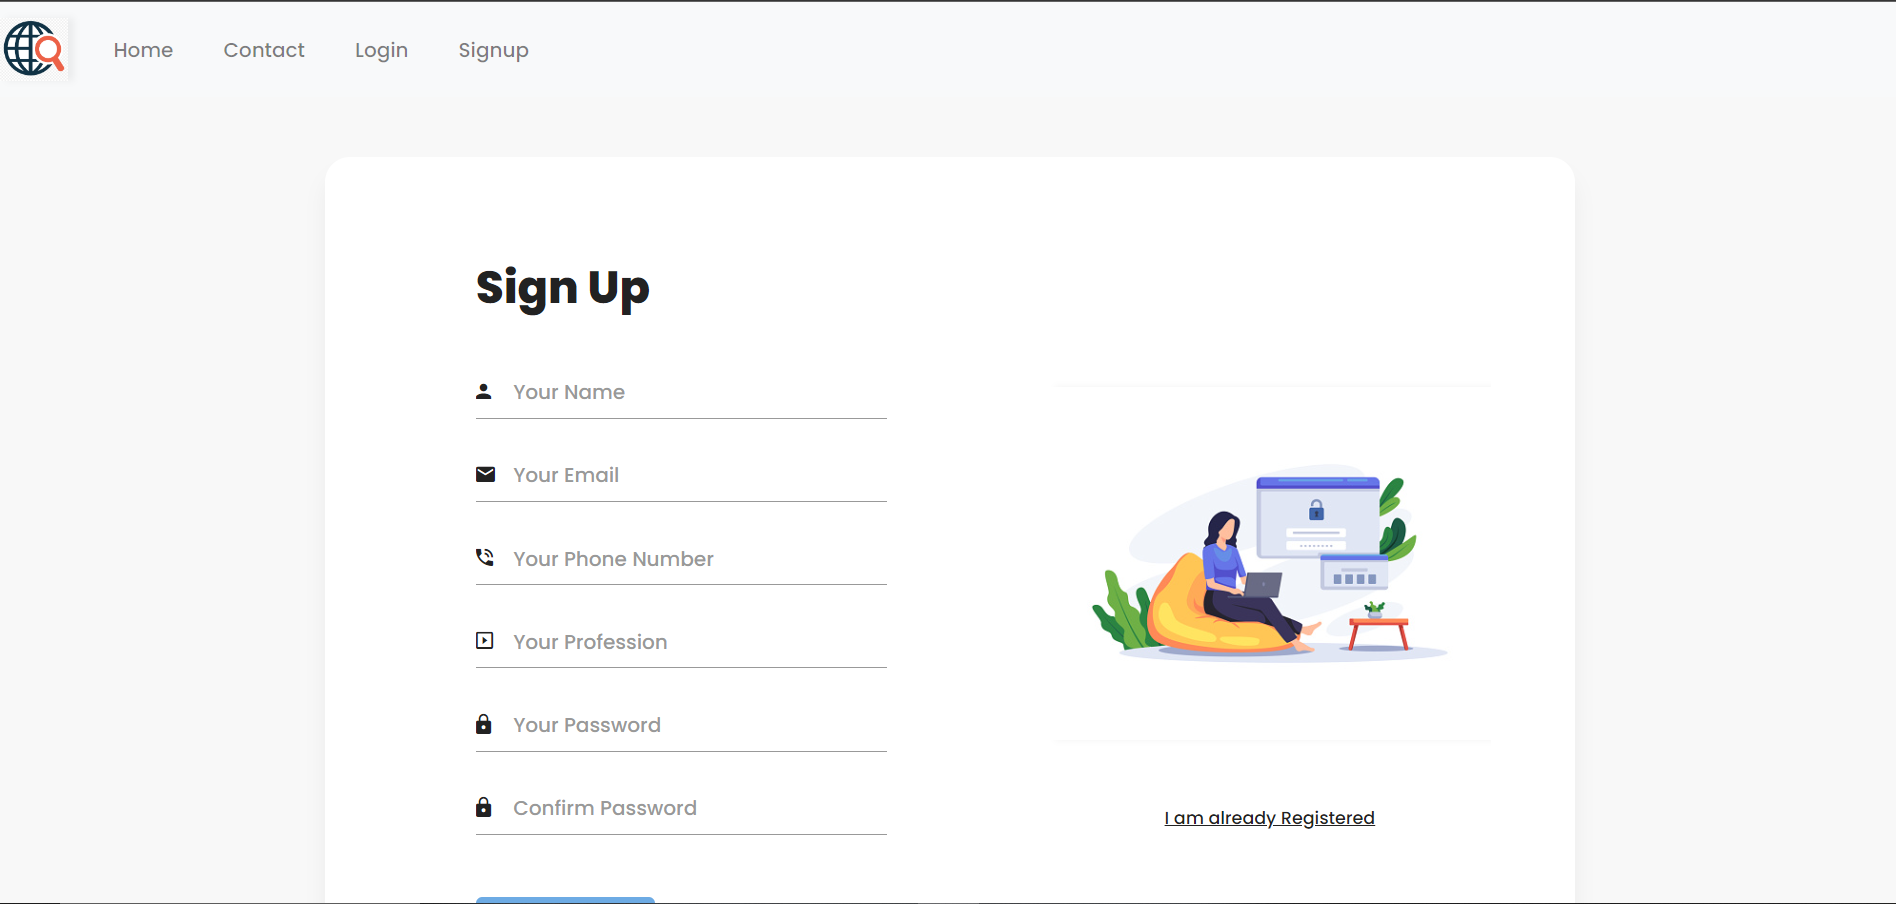 Home Contact Login Signup
Sign Up
Your Name
Your Email
Your Phone Number
Your Profession
Your Password
Confirm Password
I am already Registered